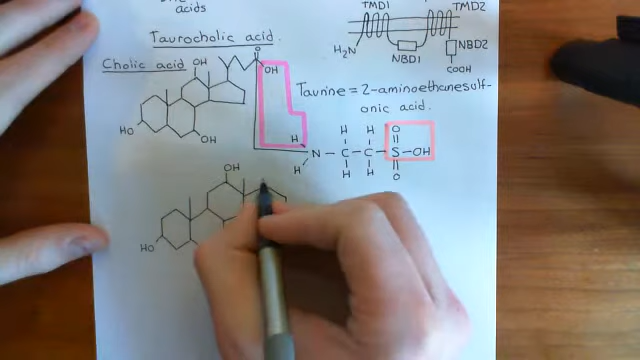 acids
Taurocholic acid.
Cholic acid
OH
O
OH
HO
OH
TMD1
TMD2
H₂N
NBD1
NBD2
COOH
Taurine = 2-aminoethanesulf-
onic acid.
H
H
H
O
H
N - C - C - S - OH
H
H
O
OH
HO